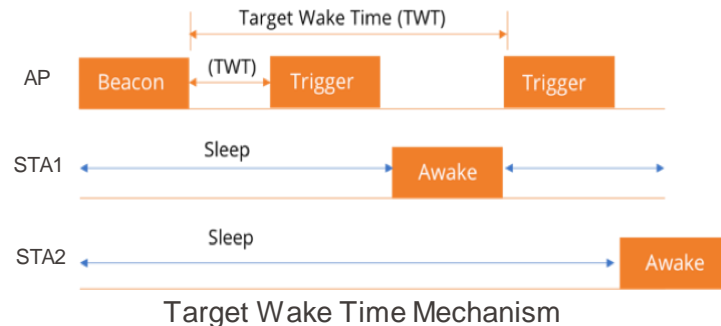 Target Wake Time (TWT)
AP
Beacon
(TWT)
Trigger
Trigger
STA1
Sleep
Awake
STA2
Sleep
Awake
Target Wake Time Mechanism